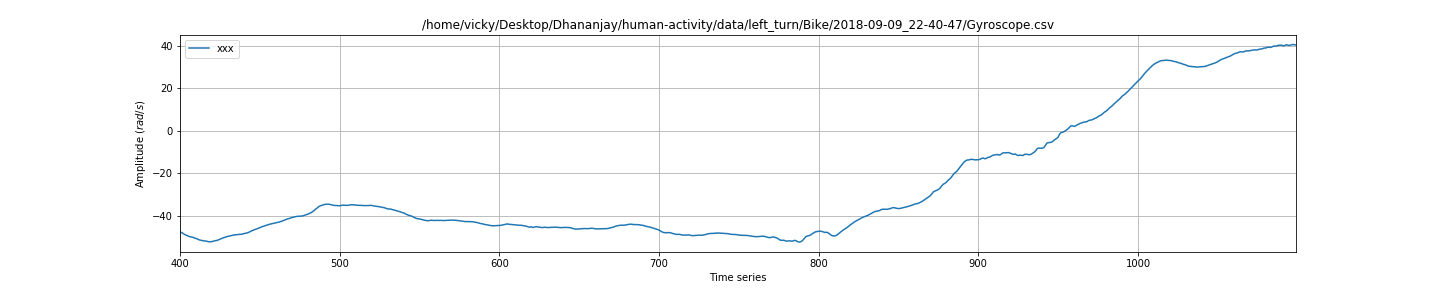 /home/vicky/Desktop/Dhananjay/human-activity/data/left_turn/Bike/2018-09-09_22-40-47/Gyroscope.csv
xxx
Amplitude (rad/s)
40
20
0
−20
−40
400 500 600 700 800 900 1000
Time series